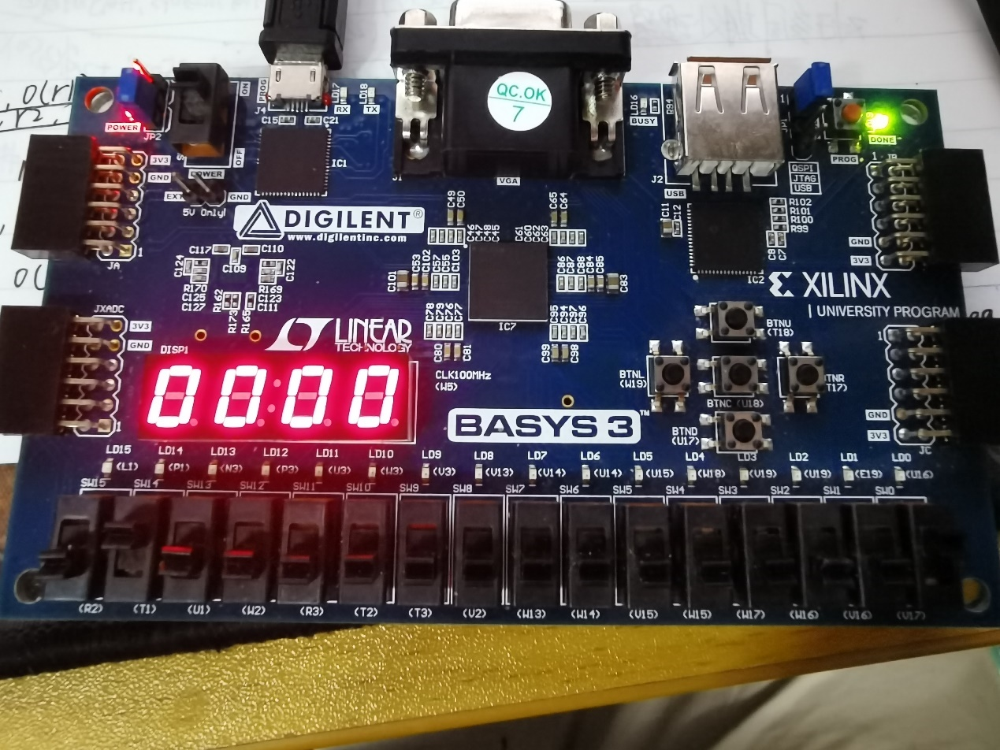 , O(r1
r2,
O(
QC.OK
7
POWER
JP2
ON
OFF
PROG
J4
C15
C21
LD17
RX
LD18
TX
IC1
J1
VGA
LD16
BUSY
R84
J2
USB
PROG
DONE
QSPI
JTAG
USB
3V3
GND
JA
1
POWER
EXT
GND
5V Only!
DIGILENT®
www.digilentinc.com
C117
C110
C109
C124
C122
R170
C125
C127
R169
C123
C111
R162
R173
R165
C49
C50
C65
C64
C46
C47
C48
C45
C61
C60
C62
C63
C101
C53
C102
C57
C55
C103
C86
C87
C88
C84
C85
C83
C78
C79
C76
C77
C95
C94
C97
C96
C80
C81
C99
C98
IC7
C11
C12
R102
R101
R100
R99
C8
C7
IC2
GND
3V3
XILINX
UNIVERSITY PROGRAM
JXADC
3V3
GND
1
LINEAR
TECHNOLOGY
DISP1
0000
CLK100MHz
(W5)
BASYS 3™
BTNU
(T18)
BTNL
(W19)
BTNC (U18)
BTNR
(T17)
BTND
(U17)
1
GND
3V3
JC
LD15 LD14 LD13 LD12 LD11 LD10 LD9 LD8 LD7 LD6 LD5 LD4 LD3 LD2 LD1 LD0
(L1) (P1) (N3) (P3) (U3) (W3) (V3) (V13) (V14) (U14) (U15) (W18) (V19) (U19) (E19) (U16)
SW15 SW14 SW13 SW12 SW11 SW10 SW9 SW8 SW7 SW6 SW5 SW4 SW3 SW2 SW1 SW0
(R2) (T1) (U1) (W2) (R3) (T2) (T3) (V2) (W13) (W14) (V15) (W15) (W17) (W16) (V16) (V17)